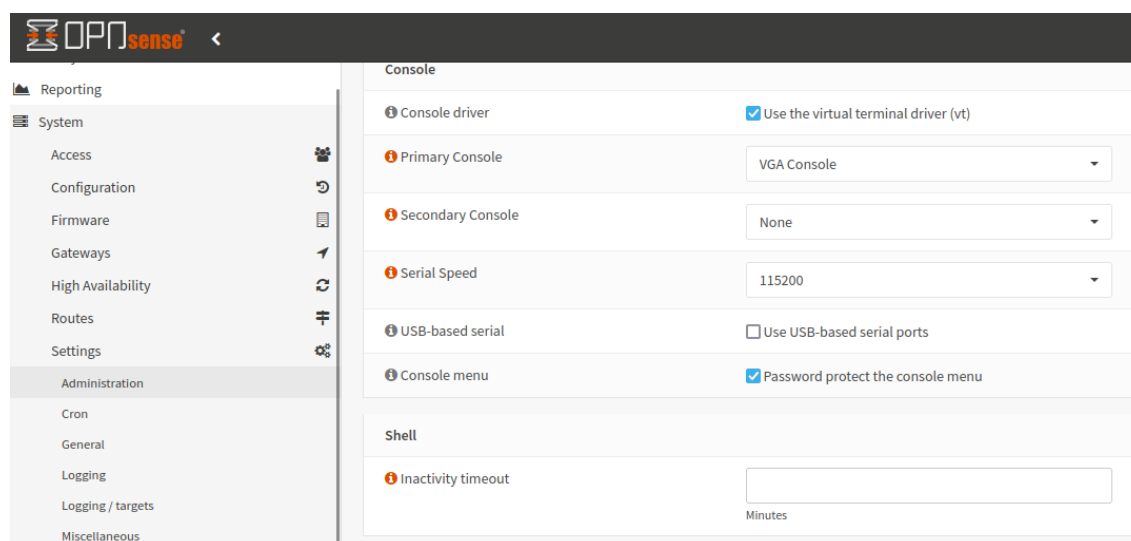 OPNsense®
Reporting
System
Access
Configuration
Firmware
Gateways
High Availability
Routes
Settings
Administration
Cron
General
Logging
Logging / targets
Miscellaneous
Console
Console driver
Use the virtual terminal driver (vt)
Primary Console
VGA Console
Secondary Console
None
Serial Speed
115200
USB-based serial
Use USB-based serial ports
Console menu
Password protect the console menu
Shell
Inactivity timeout
Minutes